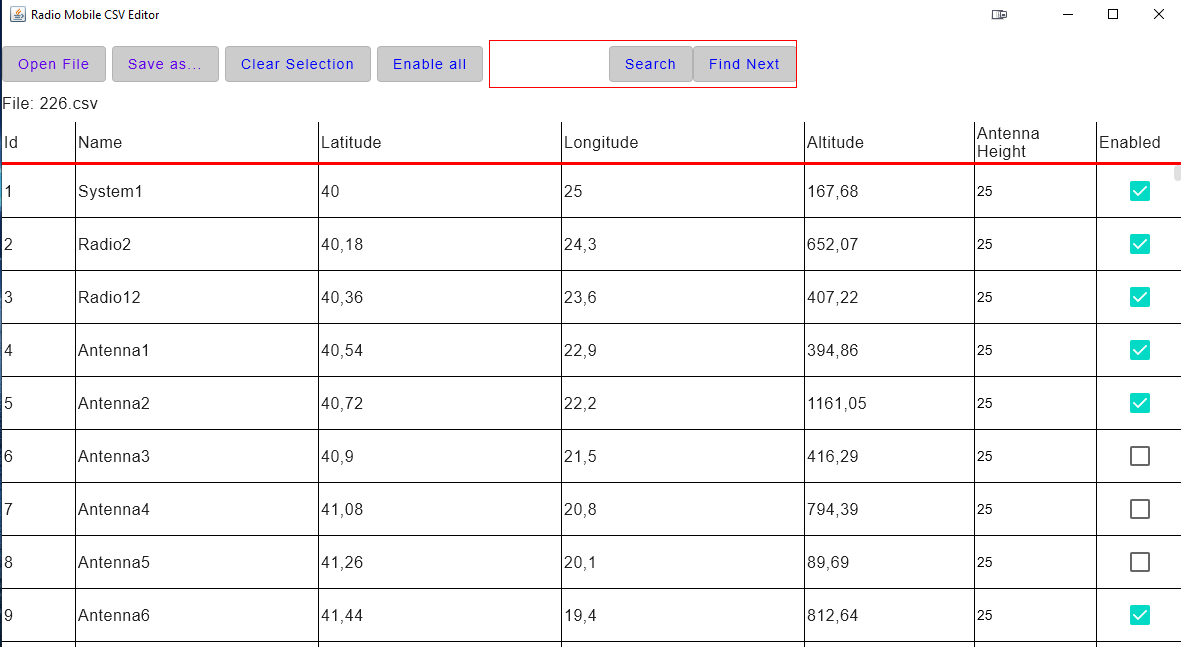 Radio Mobile CSV Editor
Open File Save as... Clear Selection Enable all Search Find Next
File: 226.csv
Id Name Latitude Longitude Altitude Antenna Height Enabled
1 System1 40 25 167,68 25
2 Radio2 40,18 24,3 652,07 25
3 Radio12 40,36 23,6 407,22 25
4 Antenna1 40,54 22,9 394,86 25
5 Antenna2 40,72 22,2 1161,05 25
6 Antenna3 40,9 21,5 416,29 25
7 Antenna4 41,08 20,8 794,39 25
8 Antenna5 41,26 20,1 89,69 25
9 Antenna6 41,44 19,4 812,64 25